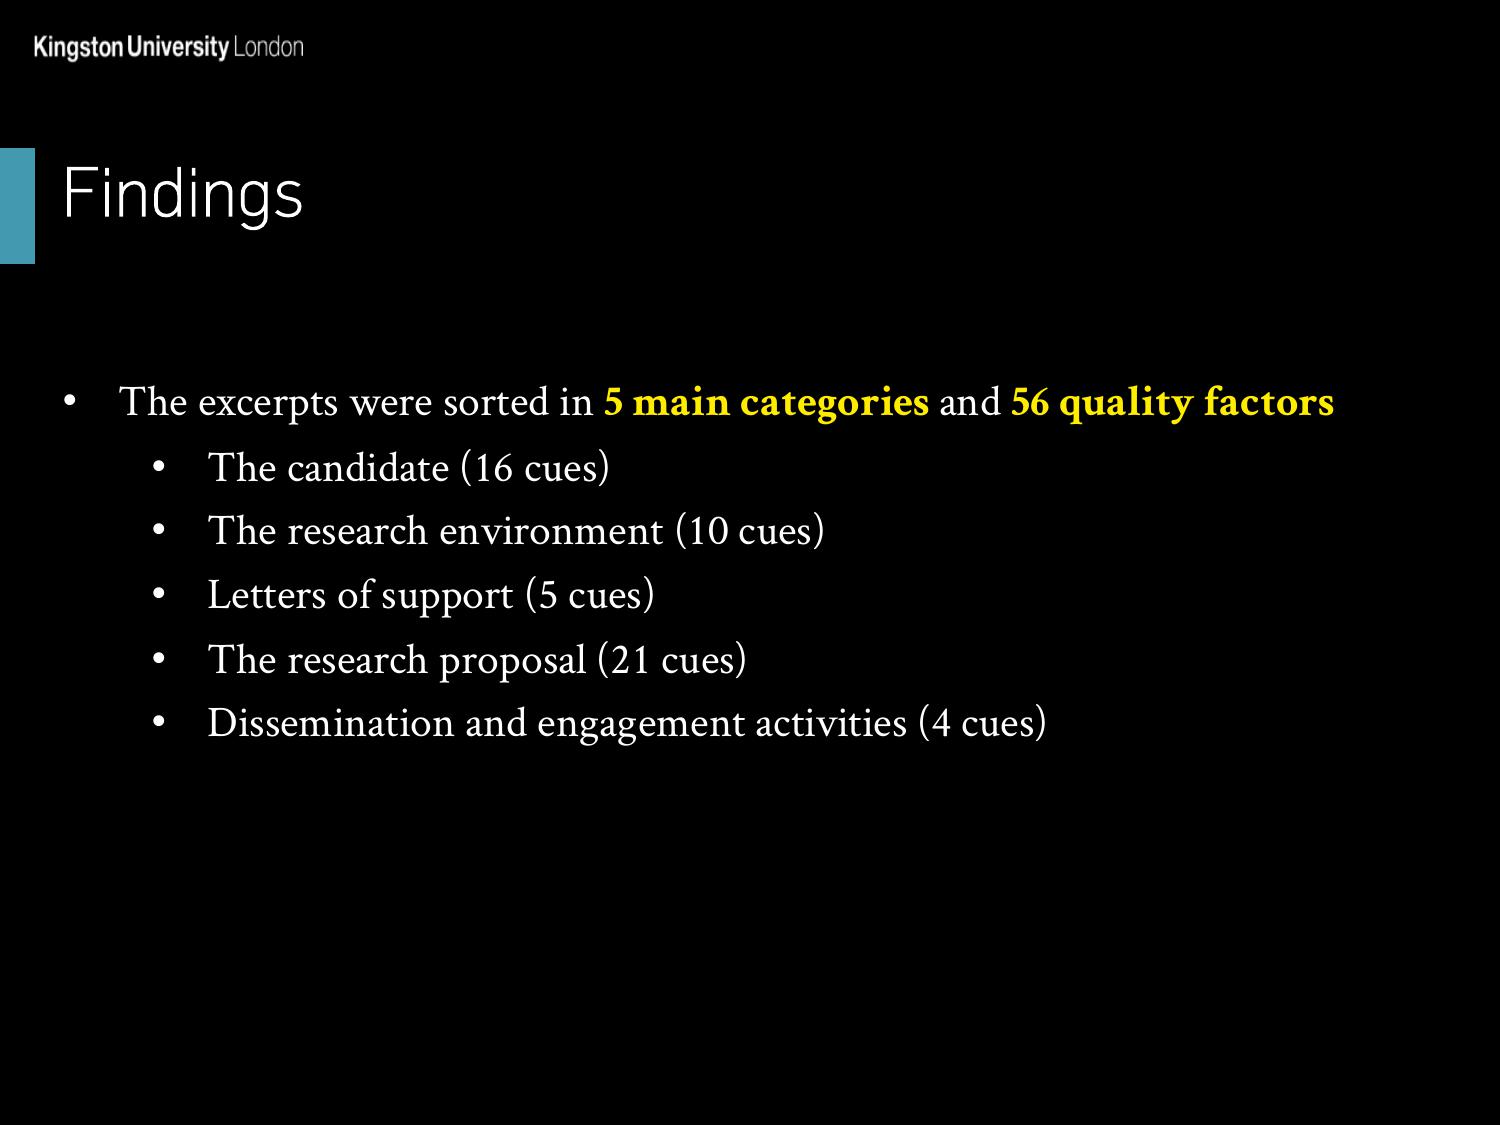 Kingston University London
Findings
• The excerpts were sorted in 5 main categories and 56 quality factors
• The candidate (16 cues)
• The research environment (10 cues)
• Letters of support (5 cues)
• The research proposal (21 cues)
• Dissemination and engagement activities (4 cues)